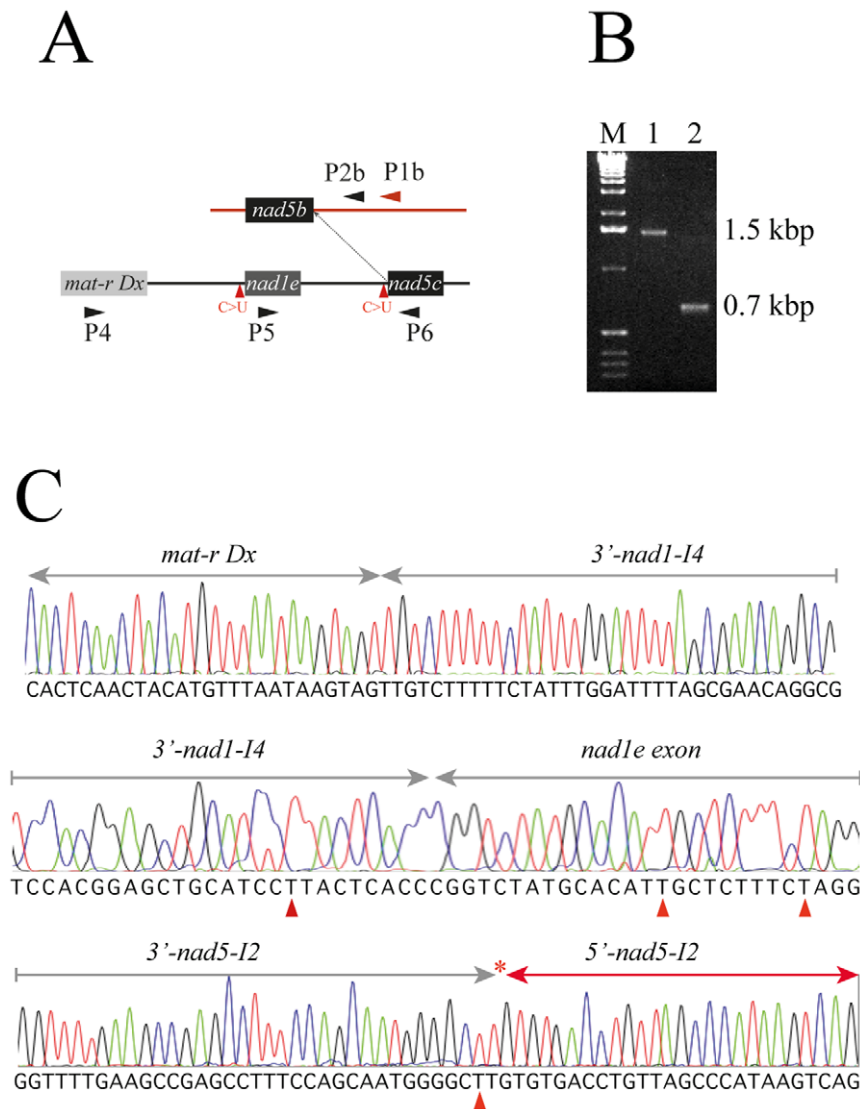 A
B
P2b P1b
nad5b
mat-r Dx nad1e nad5c
C>U C>U
P4 P5 P6
M 1 2
1.5 kbp
0.7 kbp
C
mat-r Dx 3’-nad1-I4
CACTCAACTACATGTTTAATAAGTAGTTGTCTTTTTCTATTTGGATTTTAGCGAACAGGCG
3’-nad1-I4 nad1e exon
TCCACGGAGCTGCATCCTTACTCACCCGGTCTATGCACATTGCTCTTTCTAGG
3’-nad5-I2 * 5’-nad5-I2
GGTTTTGAAGCCGAGCCTTTCCAGCAATGGGGCTTGTGTGACCTGTTAGCCCATAAGTCAG